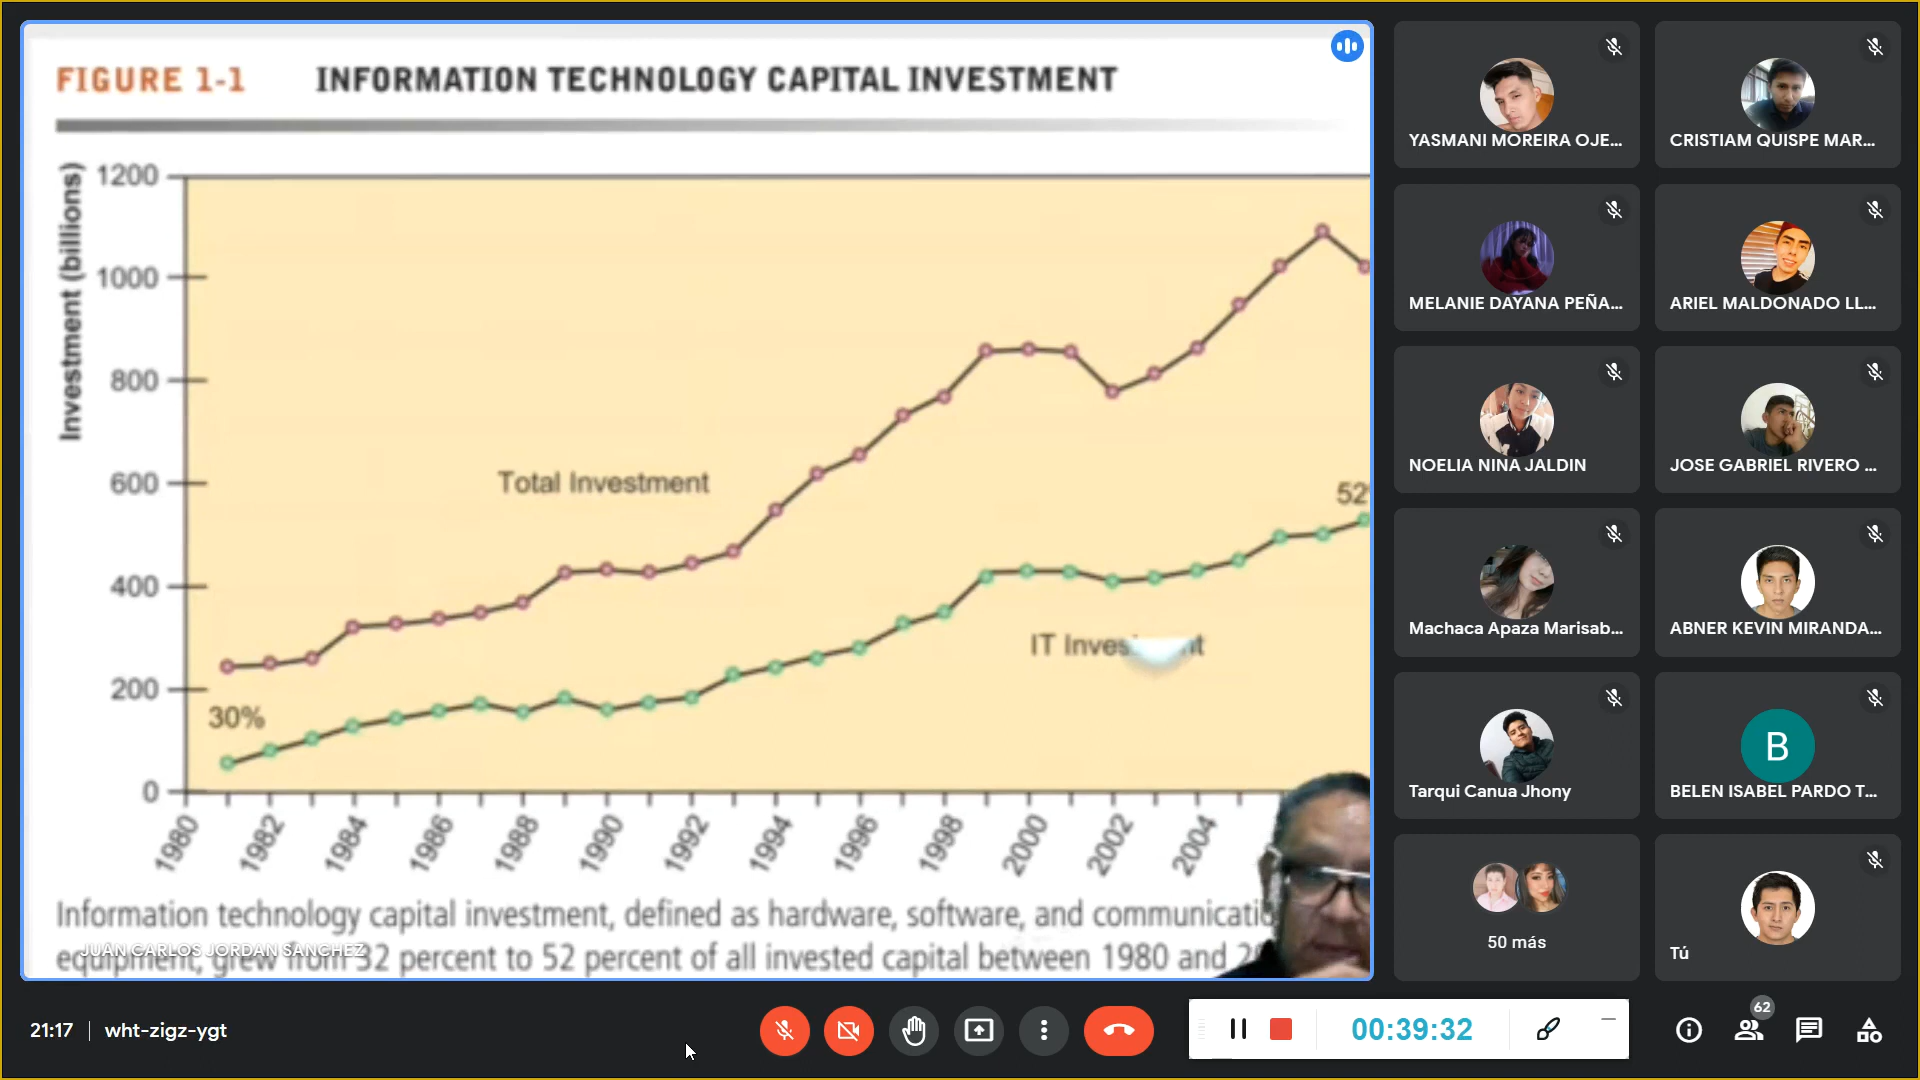 FIGURE 1-1 INFORMATION TECHNOLOGY CAPITAL INVESTMENT
Investment (billions)
1200
1000
800
600
400
200
0
Total Investment
30%
52
IT
1980 1982 1984 1986 1988 1990 1992 1994 1996 1998 2000 2002 2004
Information technology capital investment, defined as hardware, software, and
equipment, grew from 32 percent to 52 percent of all invested capital between 1980 and
JUAN CARLOS JORDAN SANCHEZ
YASMANI MOREIRA OJE...
CRISTIAM QUISPE MAR...
MELANIE DAYANA PEÑA...
ARIEL MALDONADO LL...
NOELIA NINA JALDIN
JOSE GABRIEL RIVERO ...
Machaca Apaza Marisab...
ABNER KEVIN MIRANDA...
Tarqui Canua Jhony
B
BELEN ISABEL PARDO T...
50 más
Tú
21:17 | wht-zigz-ygt
00:39:32
62